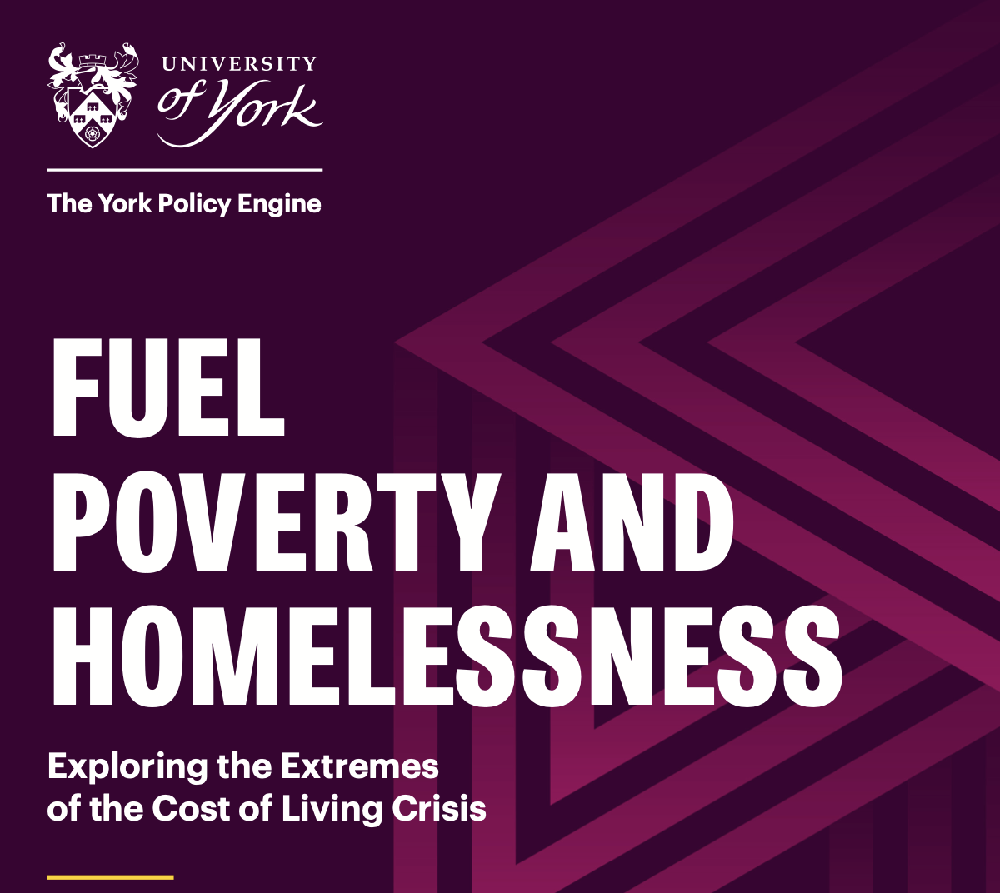 UNIVERSITY
of York
The York Policy Engine
FUEL
POVERTY AND
HOMELESSNESS
Exploring the Extremes
of the Cost of Living Crisis